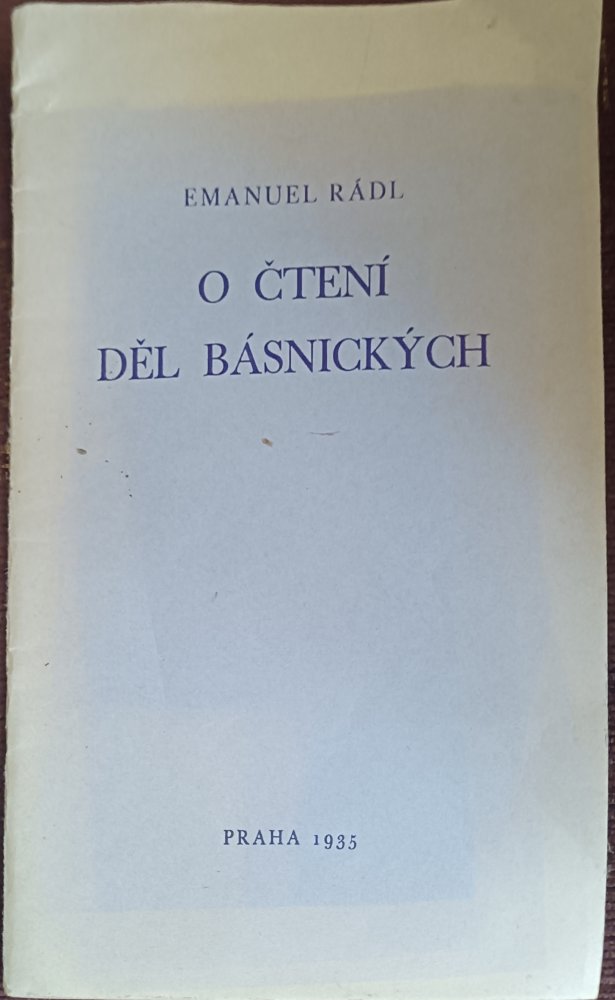 EMANUEL RÁDL
O ČTENÍ
DĚL BÁSNICKÝCH
PRAHA 1935